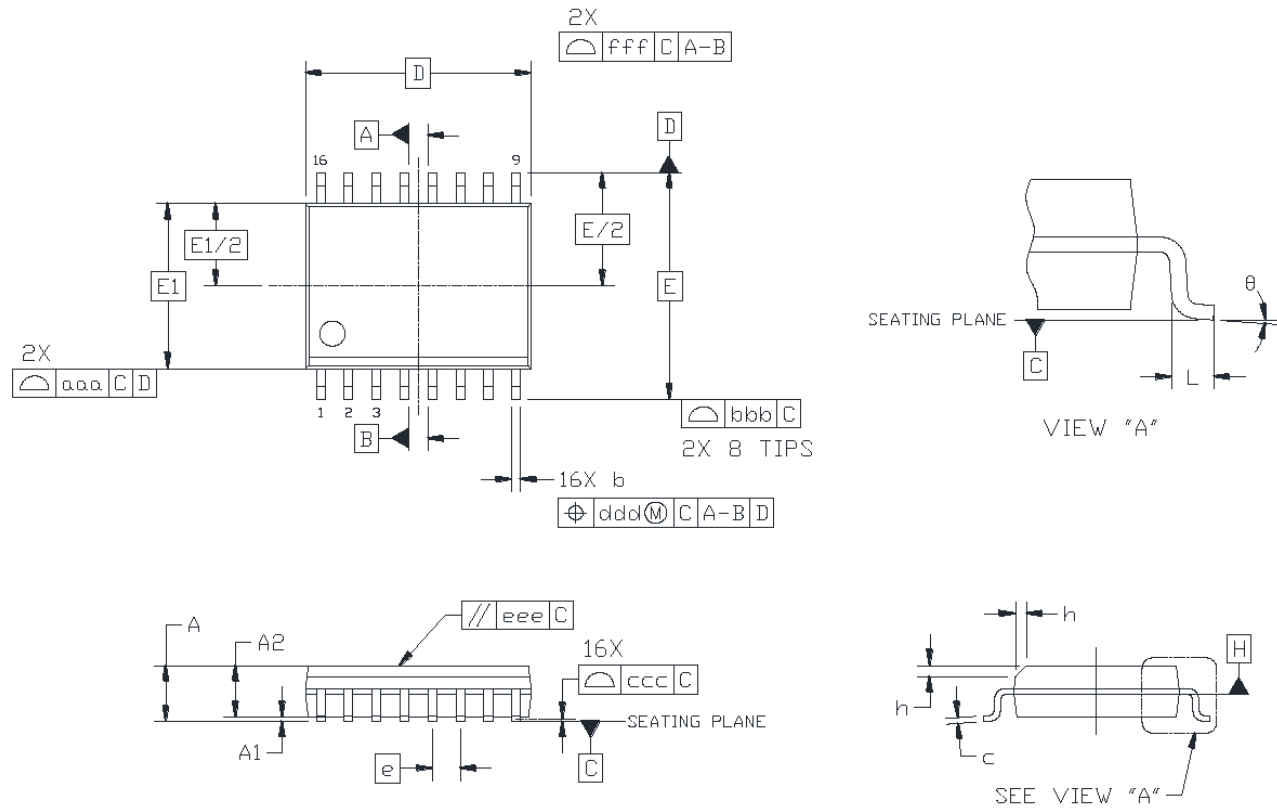 2X
⌓ fff C A-B
D
A
D
16
9
E1/2
E/2
E1
E
2X
⌓ aaa C D
1 2 3
B
⌓ bbb C
2X 8 TIPS
16X b
⌖ ddd Ⓜ C A-B D
θ
SEATING PLANE
C
L
VIEW "A"
// eee C
A
A2
16X
⌓ ccc C
SEATING PLANE
A1
e
C
h
H
h
c
SEE VIEW "A"